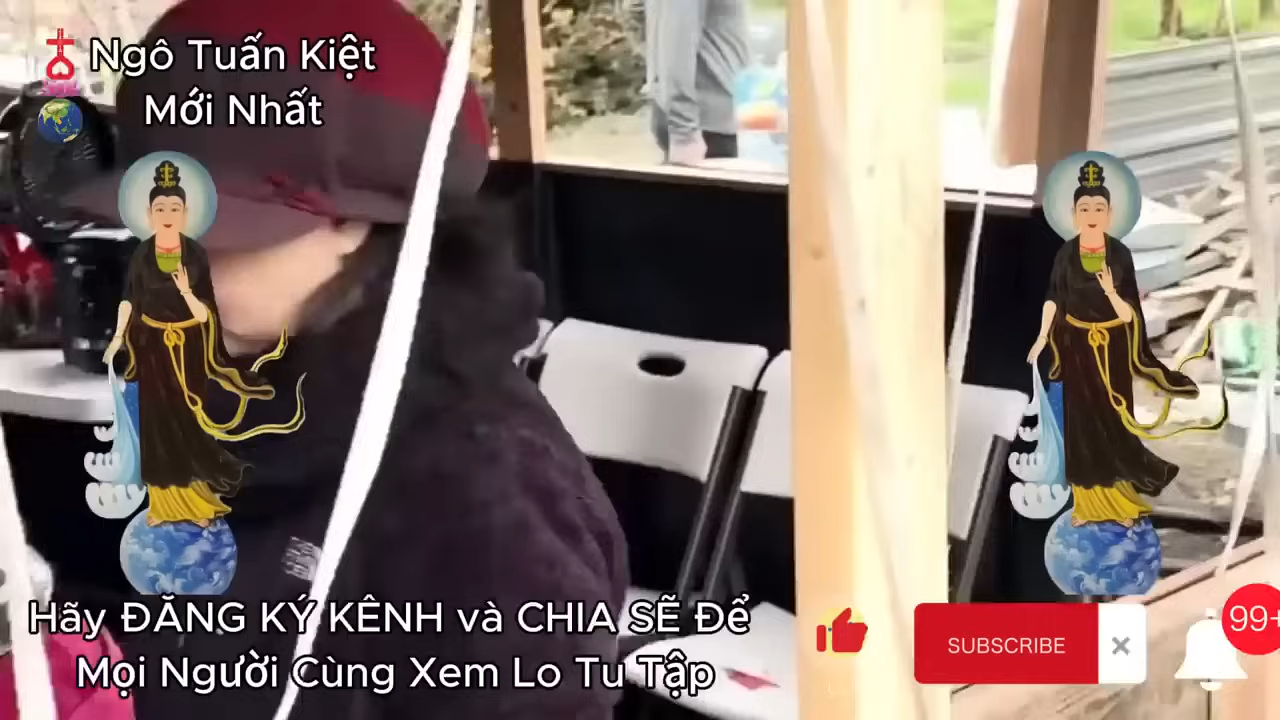 Ngô Tuấn Kiệt
Mới Nhất
Hãy ĐĂNG KÝ KÊNH và CHIA SẼ Để
Mọi Người Cùng Xem Lo Tu Tập
SUBSCRIBE
99+